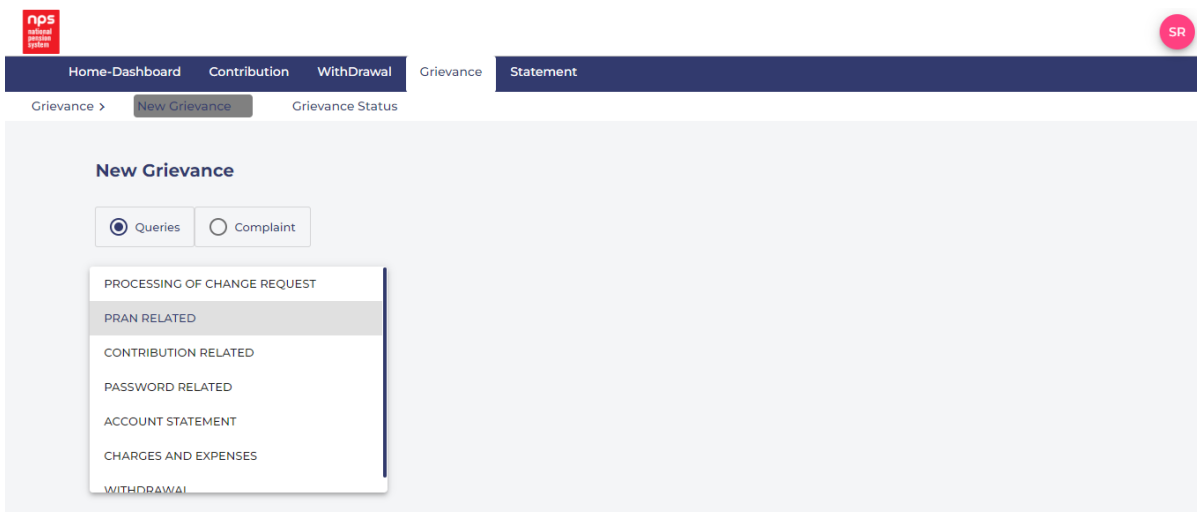 nps
national
pension
system
SR
Home-Dashboard Contribution WithDrawal Grievance Statement
Grievance > New Grievance Grievance Status
New Grievance
Queries Complaint
PROCESSING OF CHANGE REQUEST
PRAN RELATED
CONTRIBUTION RELATED
PASSWORD RELATED
ACCOUNT STATEMENT
CHARGES AND EXPENSES
WITHDRAWAL